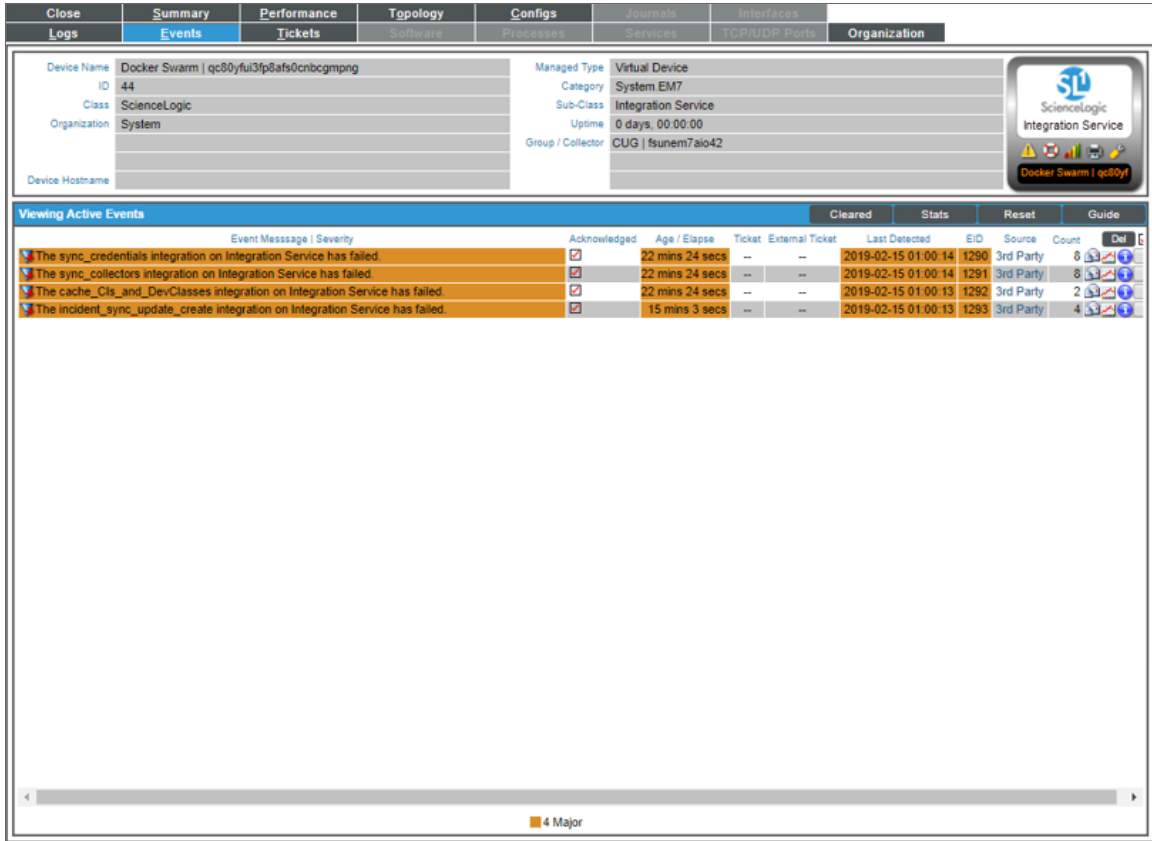 Close Summary Performance Topology Configs Journals Interfaces
Logs Events Tickets Software Processes Services TCP/UDP Ports Organization
Device Name Docker Swarm | qc80yfui3fp8afs0cnbcgmpng Managed Type Virtual Device
ID 44 Category System.EM7
Class ScienceLogic Sub-Class Integration Service
Organization System Uptime 0 days, 00:00:00
Group / Collector CUG | fsunem7aio42
Device Hostname
SL1
ScienceLogic
Integration Service
Docker Swarm | qc80yf
Viewing Active Events Cleared Stats Reset Guide
Event Messsage | Severity Acknowledged Age / Elapse Ticket External Ticket Last Detected EID Source Count Del
The sync_credentials integration on Integration Service has failed. 22 mins 24 secs -- -- 2019-02-15 01:00:14 1290 3rd Party 8
The sync_collectors integration on Integration Service has failed. 22 mins 24 secs -- -- 2019-02-15 01:00:14 1291 3rd Party 8
The cache_CIs_and_DevClasses integration on Integration Service has failed. 22 mins 24 secs -- -- 2019-02-15 01:00:13 1292 3rd Party 2
The incident_sync_update_create integration on Integration Service has failed. 15 mins 3 secs -- -- 2019-02-15 01:00:13 1293 3rd Party 4
4 Major